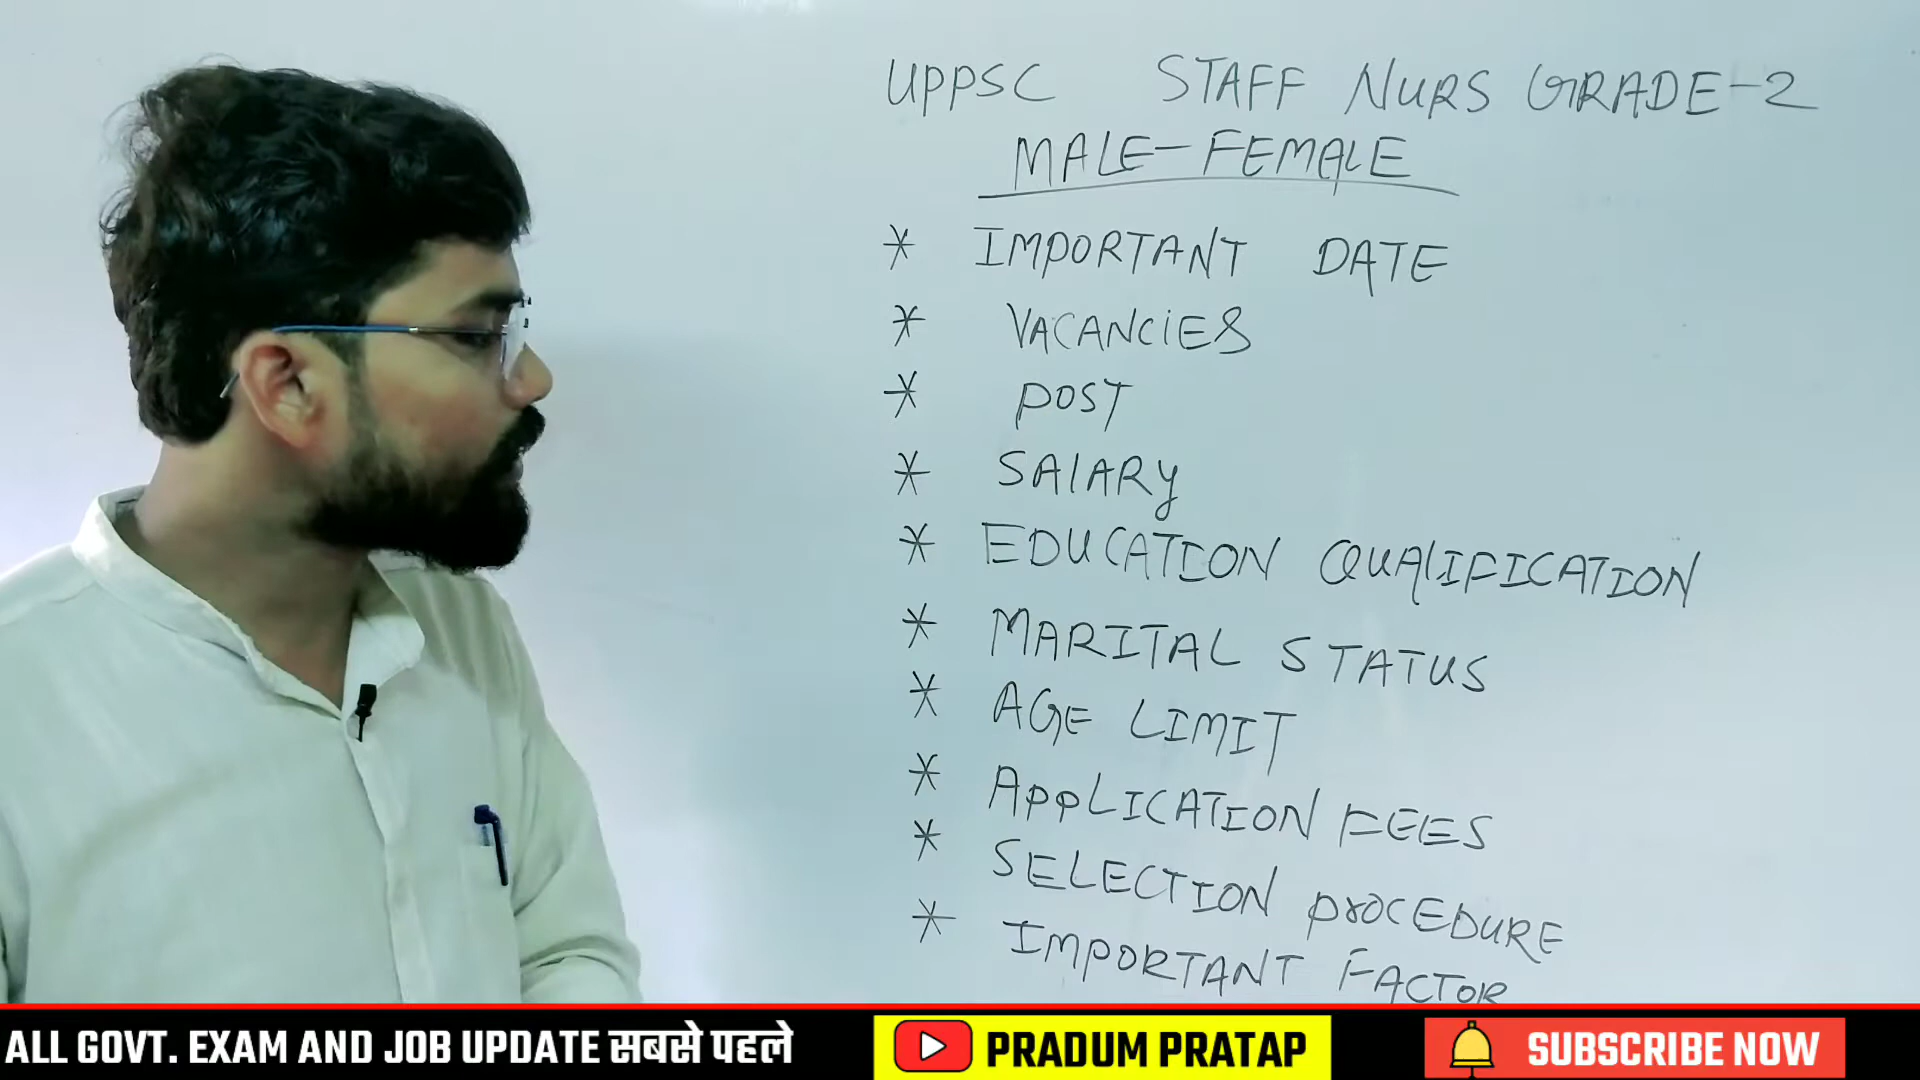 UPPSC STAFF NURS GRADE-2
MALE-FEMALE
* IMPORTANT DATE
* VACANCIES
* POST
* SALARY
* EDUCATION QUALIFICATION
* MARITAL STATUS
* AGE LIMIT
* APPLICATION FEES
* SELECTION PROCEDURE
* IMPORTANT FACTOR
ALL GOVT. EXAM AND JOB UPDATE सबसे पहले
PRADUM PRATAP
SUBSCRIBE NOW